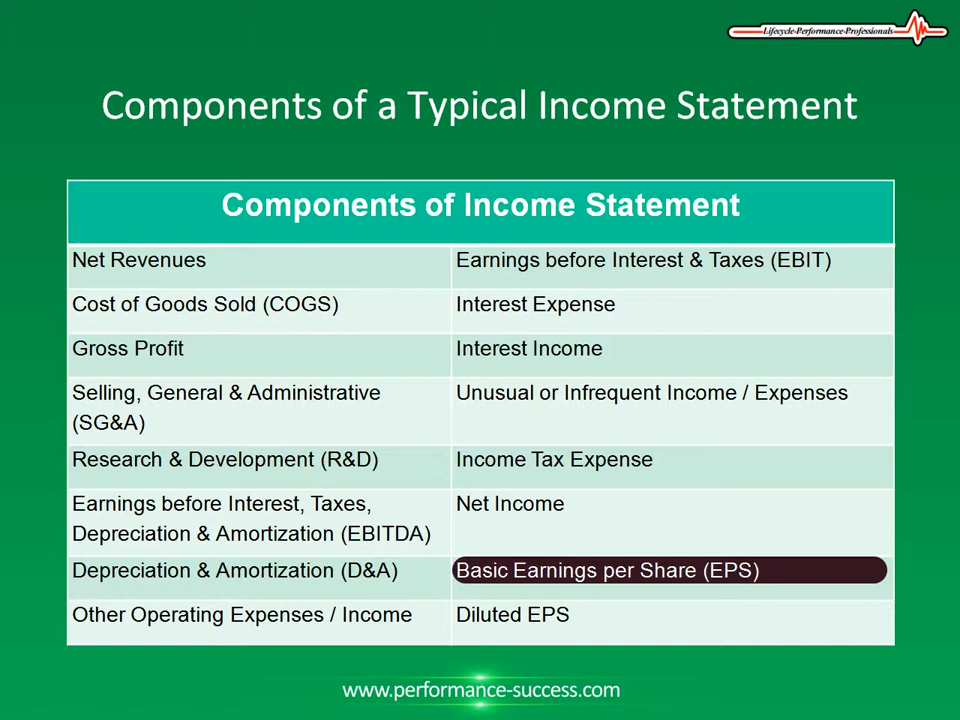 Lifecycle Performance Professionals
Components of a Typical Income Statement
Components of Income Statement
Net Revenues
Earnings before Interest & Taxes (EBIT)
Cost of Goods Sold (COGS)
Interest Expense
Gross Profit
Interest Income
Selling, General & Administrative
(SG&A)
Unusual or Infrequent Income / Expenses
Research & Development (R&D)
Income Tax Expense
Earnings before Interest, Taxes,
Depreciation & Amortization (EBITDA)
Net Income
Depreciation & Amortization (D&A)
Basic Earnings per Share (EPS)
Other Operating Expenses / Income
Diluted EPS
www.performance-success.com